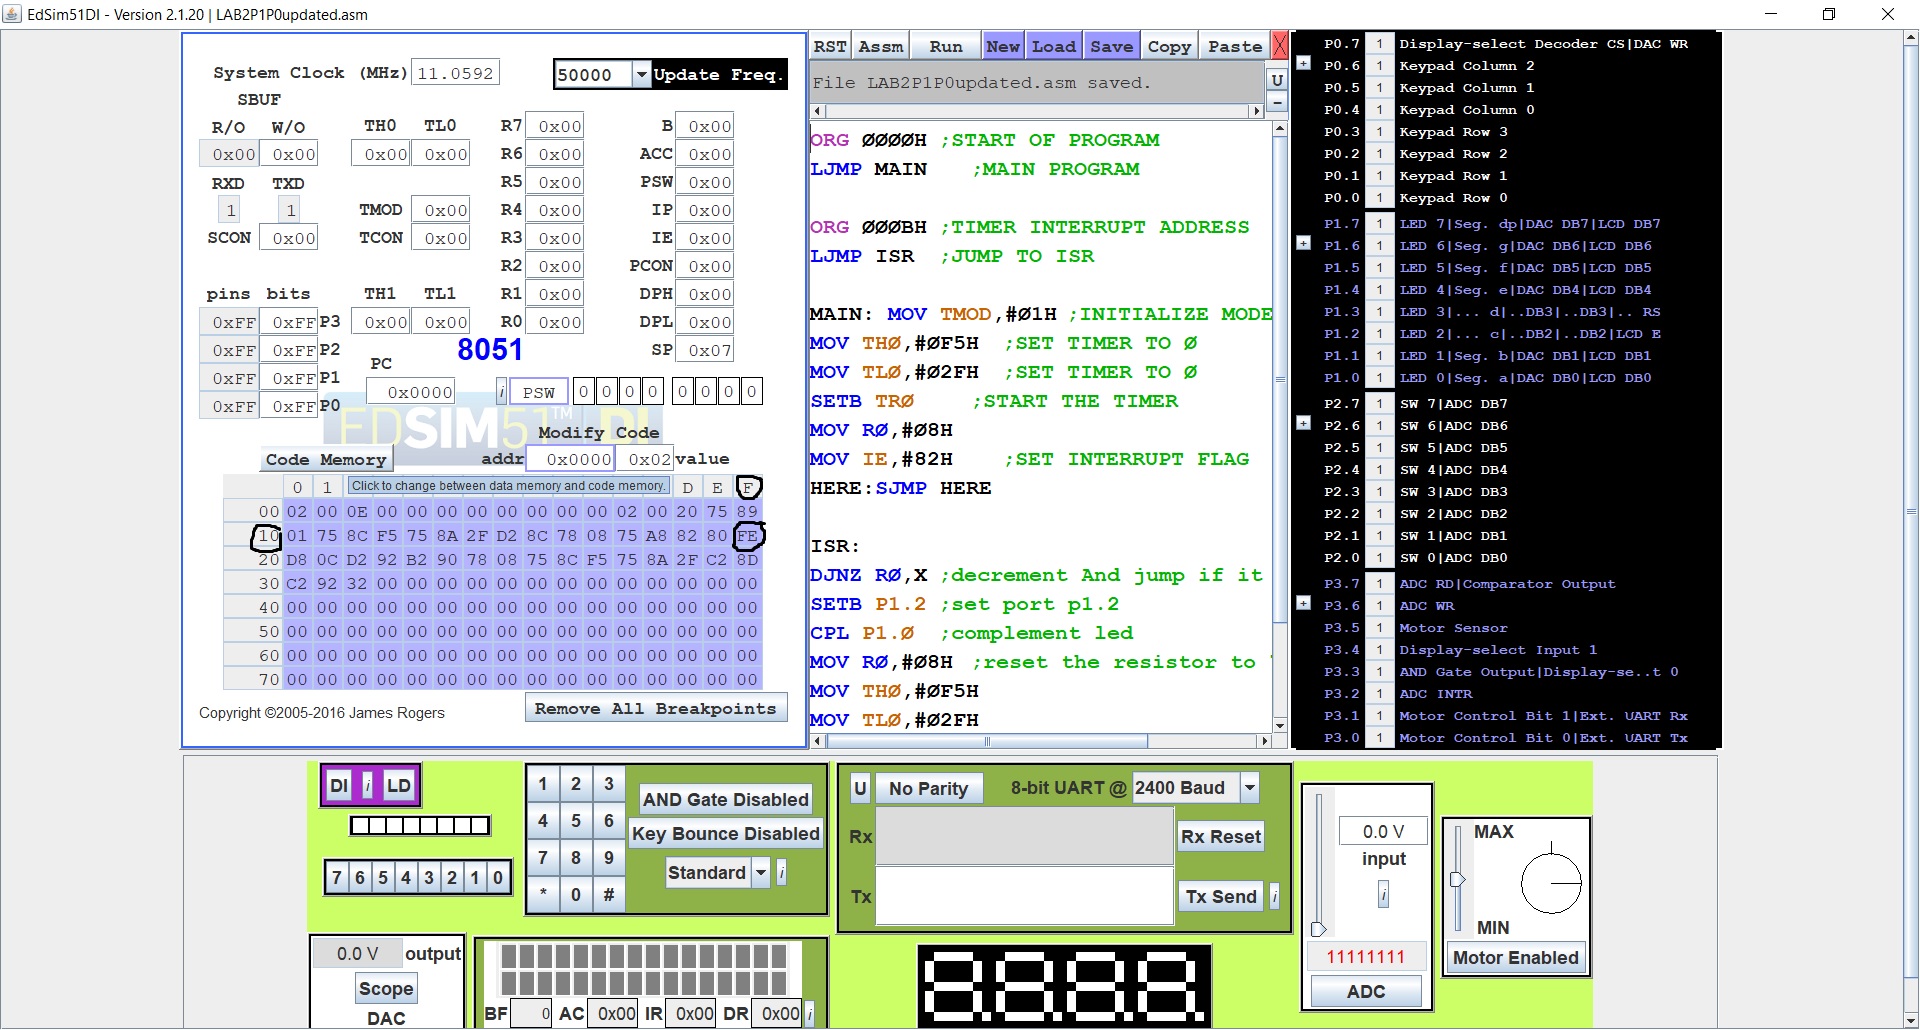 EdSim51DI - Version 2.1.20 | LAB2P1P0updated.asm
System Clock (MHz) 11.0592 50000 Update Freq.
SBUF
R/O W/O TH0 TL0 R7 0x00 B 0x00
0x00 0x00 0x00 0x00 R6 0x00 ACC 0x00
RXD TXD R5 0x00 PSW 0x00
1 1 TMOD 0x00 R4 0x00 IP 0x00
SCON 0x00 TCON 0x00 R3 0x00 IE 0x00
R2 0x00 PCON 0x00
pins bits TH1 TL1 R1 0x00 DPH 0x00
0xFF 0xFF P3 0x00 0x00 R0 0x00 DPL 0x00
0xFF 0xFF P2 8051 SP 0x07
0xFF 0xFF P1 PC
0xFF 0xFF P0 0x0000 i PSW 0 0 0 0 0 0 0 0
EDSIM51™ DI
Modify Code
Code Memory addr 0x0000 0x02 value
0 1 Click to change between data memory and code memory. D E F
00 02 00 0E 00 00 00 00 00 00 00 00 02 00 20 75 89
10 01 75 8C F5 75 8A 2F D2 8C 78 08 75 A8 82 80 FE
20 D8 0C D2 92 B2 90 78 08 75 8C F5 75 8A 2F C2 8D
30 C2 92 32 00 00 00 00 00 00 00 00 00 00 00 00 00
40 00 00 00 00 00 00 00 00 00 00 00 00 00 00 00 00
50 00 00 00 00 00 00 00 00 00 00 00 00 00 00 00 00
60 00 00 00 00 00 00 00 00 00 00 00 00 00 00 00 00
70 00 00 00 00 00 00 00 00 00 00 00 00 00 00 00 00
Copyright ©2005-2016 James Rogers Remove All Breakpoints
RST Assm Run New Load Save Copy Paste X
File LAB2P1P0updated.asm saved. U
-
ORG 0000H ;START OF PROGRAM
LJMP MAIN ;MAIN PROGRAM
ORG 000BH ;TIMER INTERRUPT ADDRESS
LJMP ISR ;JUMP TO ISR
MAIN: MOV TMOD,#01H ;INITIALIZE MODE
MOV TH0,#0F5H ;SET TIMER TO 0
MOV TL0,#02FH ;SET TIMER TO 0
SETB TR0 ;START THE TIMER
MOV R0,#08H
MOV IE,#82H ;SET INTERRUPT FLAG
HERE:SJMP HERE
ISR:
DJNZ R0,X ;decrement And jump if it
SETB P1.2 ;set port p1.2
CPL P1.0 ;complement led
MOV R0,#08H ;reset the resistor to
MOV TH0,#0F5H
MOV TL0,#02FH
P0.7 1 Display-select Decoder CS|DAC WR
P0.6 1 Keypad Column 2
P0.5 1 Keypad Column 1
P0.4 1 Keypad Column 0
P0.3 1 Keypad Row 3
P0.2 1 Keypad Row 2
P0.1 1 Keypad Row 1
P0.0 1 Keypad Row 0
P1.7 1 LED 7|Seg. dp|DAC DB7|LCD DB7
P1.6 1 LED 6|Seg. g|DAC DB6|LCD DB6
P1.5 1 LED 5|Seg. f|DAC DB5|LCD DB5
P1.4 1 LED 4|Seg. e|DAC DB4|LCD DB4
P1.3 1 LED 3|... d|..DB3|..DB3|.. RS
P1.2 1 LED 2|... c|..DB2|..DB2|LCD E
P1.1 1 LED 1|Seg. b|DAC DB1|LCD DB1
P1.0 1 LED 0|Seg. a|DAC DB0|LCD DB0
P2.7 1 SW 7|ADC DB7
P2.6 1 SW 6|ADC DB6
P2.5 1 SW 5|ADC DB5
P2.4 1 SW 4|ADC DB4
P2.3 1 SW 3|ADC DB3
P2.2 1 SW 2|ADC DB2
P2.1 1 SW 1|ADC DB1
P2.0 1 SW 0|ADC DB0
P3.7 1 ADC RD|Comparator Output
P3.6 1 ADC WR
P3.5 1 Motor Sensor
P3.4 1 Display-select Input 1
P3.3 1 AND Gate Output|Display-se..t 0
P3.2 1 ADC INTR
P3.1 1 Motor Control Bit 1|Ext. UART Rx
P3.0 1 Motor Control Bit 0|Ext. UART Tx
DI i LD
7 6 5 4 3 2 1 0
1 2 3
4 5 6
7 8 9
* 0 #
AND Gate Disabled
Key Bounce Disabled
Standard i
U No Parity 8-bit UART @ 2400 Baud
Rx Rx Reset
Tx Tx Send i
0.0 V
input
i
11111111
ADC
MAX
MIN
Motor Enabled
0.0 V output
Scope
DAC
BF 0 AC 0x00 IR 0x00 DR 0x00 i
8.8.8.8